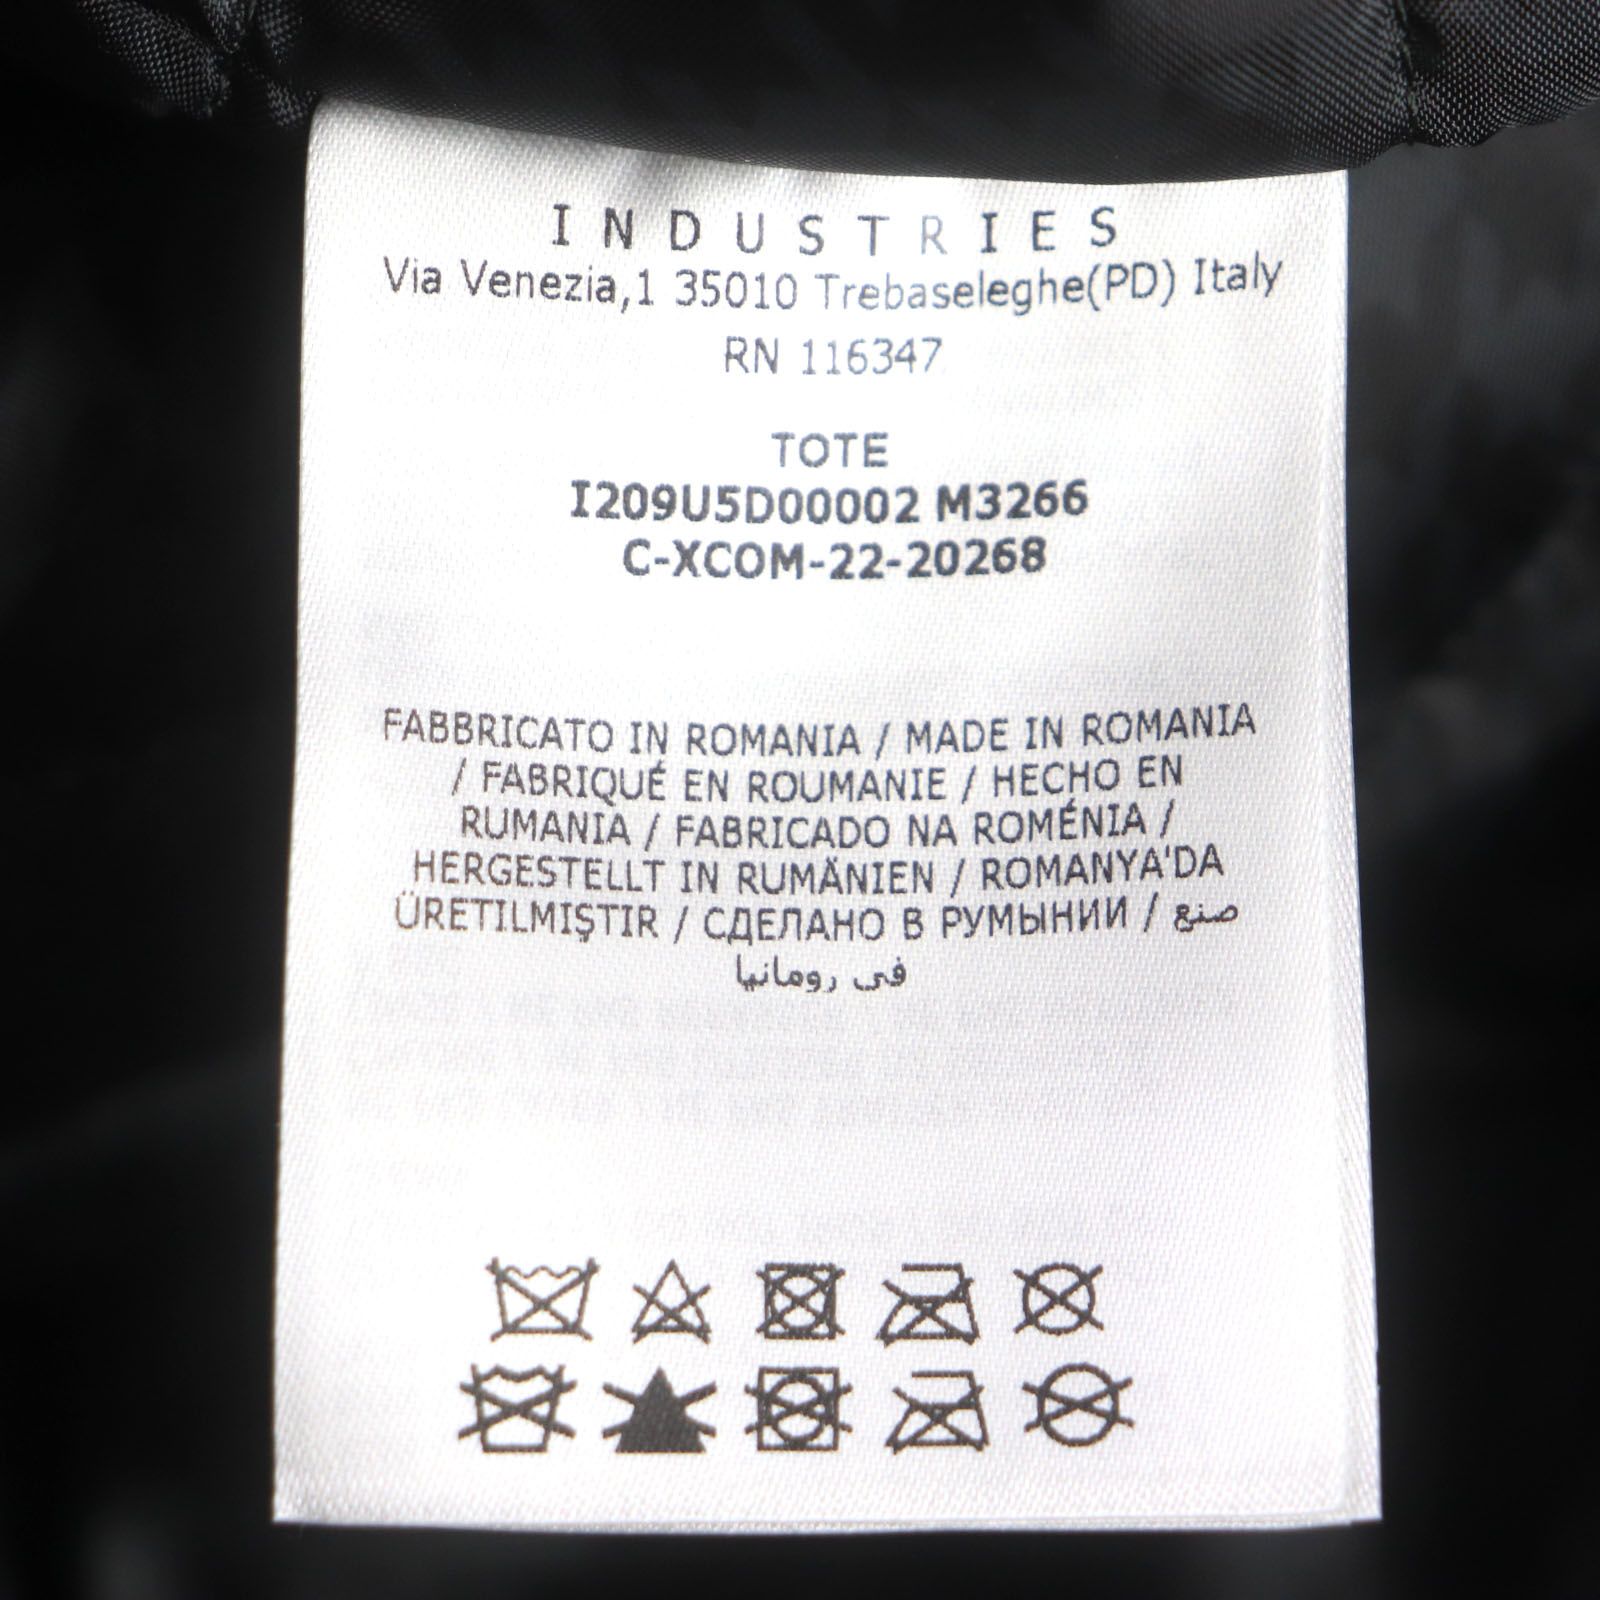 INDUSTRIES
Via Venezia,1 35010 Trebaseleghe(PD) Italy
RN 116347
TOTE
I209U5D00002 M3266
C-XCOM-22-20268
FABBRICATO IN ROMANIA / MADE IN ROMANIA
/ FABRIQUÉ EN ROUMANIE / HECHO EN
RUMANIA / FABRICADO NA ROMÉNIA /
HERGESTELLT IN RUMÄNIEN / ROMANYA'DA
ÜRETILMIŞTIR / СДЕЛАНО В РУМЫНИИ / صنع
في رومانيا